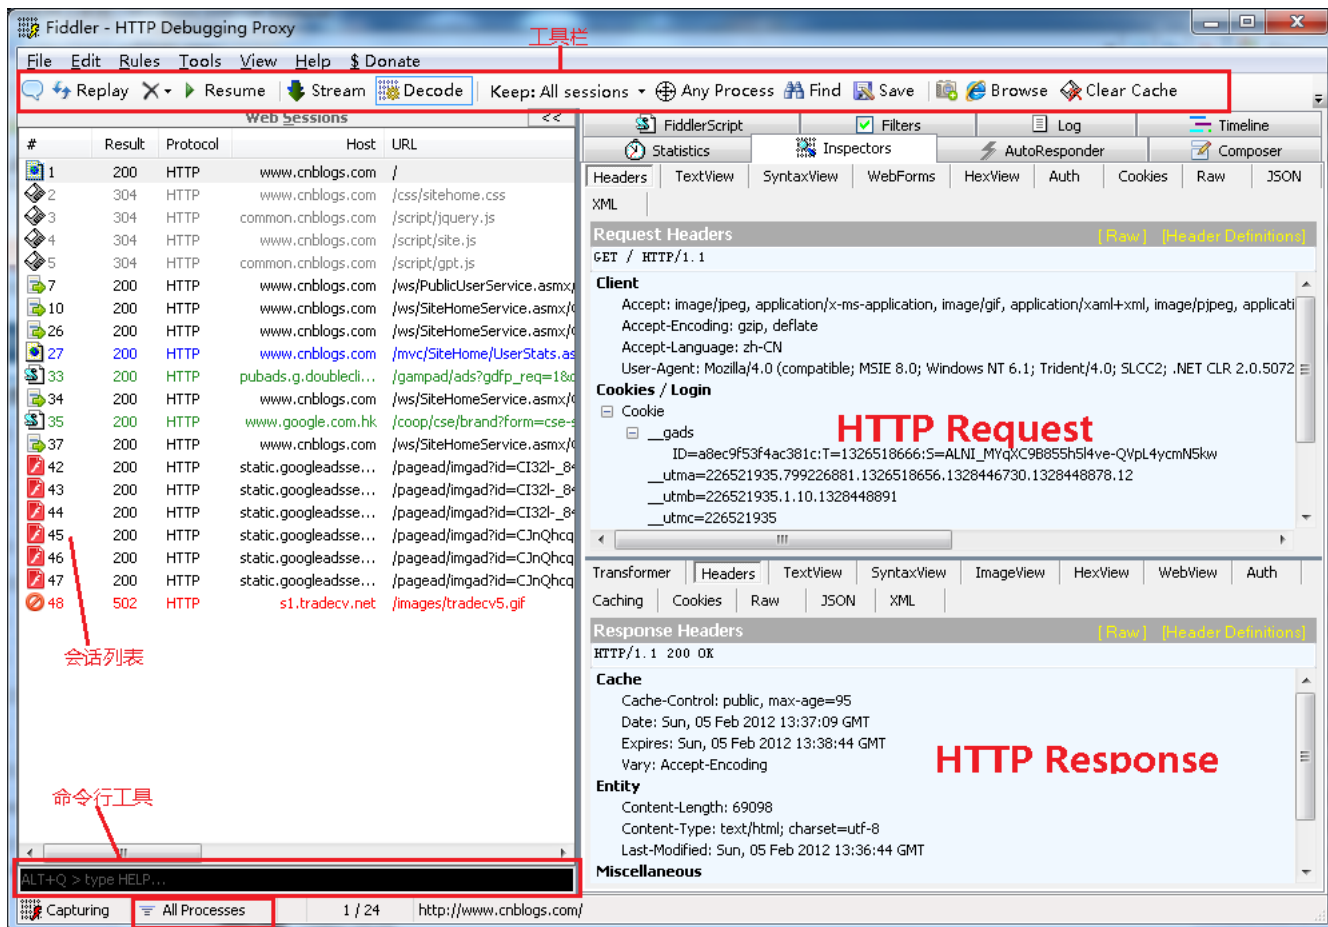 Fiddler - HTTP Debugging Proxy
工具栏
File Edit Rules Tools View Help $ Donate
Replay Resume Stream Decode Keep: All sessions Any Process Find Save Browse Clear Cache
Web Sessions <<
# Result Protocol Host URL
1 200 HTTP www.cnblogs.com /
2 304 HTTP www.cnblogs.com /css/sitehome.css
3 304 HTTP common.cnblogs.com /script/jquery.js
4 304 HTTP www.cnblogs.com /script/site.js
5 304 HTTP common.cnblogs.com /script/gpt.js
7 200 HTTP www.cnblogs.com /ws/PublicUserService.asmx/
10 200 HTTP www.cnblogs.com /ws/SiteHomeService.asmx/
26 200 HTTP www.cnblogs.com /ws/SiteHomeService.asmx/
27 200 HTTP www.cnblogs.com /mvc/SiteHome/UserStats.as
33 200 HTTP pubads.g.doublecli... /gampad/ads?gdfp_req=1&
34 200 HTTP www.cnblogs.com /ws/SiteHomeService.asmx/
35 200 HTTP www.google.com.hk /coop/cse/brand?form=cse-s
37 200 HTTP www.cnblogs.com /ws/SiteHomeService.asmx/
42 200 HTTP static.googleadsse... /pagead/imgad?id=CI32l-_84
43 200 HTTP static.googleadsse... /pagead/imgad?id=CI32l-_84
44 200 HTTP static.googleadsse... /pagead/imgad?id=CI32l-_84
45 200 HTTP static.googleadsse... /pagead/imgad?id=CJnQhcq
46 200 HTTP static.googleadsse... /pagead/imgad?id=CJnQhcq
47 200 HTTP static.googleadsse... /pagead/imgad?id=CJnQhcq
48 502 HTTP s1.tradecv.net /images/tradecv5.gif
会话列表
命令行工具
ALT+Q > type HELP...
FiddlerScript Filters Log Timeline
Statistics Inspectors AutoResponder Composer
Headers TextView SyntaxView WebForms HexView Auth Cookies Raw JSON
XML
Request Headers [Raw] [Header Definitions]
GET / HTTP/1.1
Client
Accept: image/jpeg, application/x-ms-application, image/gif, application/xaml+xml, image/pjpeg, applicati
Accept-Encoding: gzip, deflate
Accept-Language: zh-CN
User-Agent: Mozilla/4.0 (compatible; MSIE 8.0; Windows NT 6.1; Trident/4.0; SLCC2; .NET CLR 2.0.5072
Cookies / Login
Cookie
__gads
HTTP Request
ID=a8ec9f53f4ac381c:T=1326518666:S=ALNI_MYqXC9B855h5l4ve-QVpL4ycmN5kw
__utma=226521935.799226881.1326518656.1328446730.1328448878.12
__utmb=226521935.1.10.1328448891
__utmc=226521935
Transformer Headers TextView SyntaxView ImageView HexView WebView Auth
Caching Cookies Raw JSON XML
Response Headers [Raw] [Header Definitions]
HTTP/1.1 200 OK
Cache
Cache-Control: public, max-age=95
Date: Sun, 05 Feb 2012 13:37:09 GMT
Expires: Sun, 05 Feb 2012 13:38:44 GMT
Vary: Accept-Encoding
HTTP Response
Entity
Content-Length: 69098
Content-Type: text/html; charset=utf-8
Last-Modified: Sun, 05 Feb 2012 13:36:44 GMT
Miscellaneous
Capturing All Processes 1 / 24 http://www.cnblogs.com/